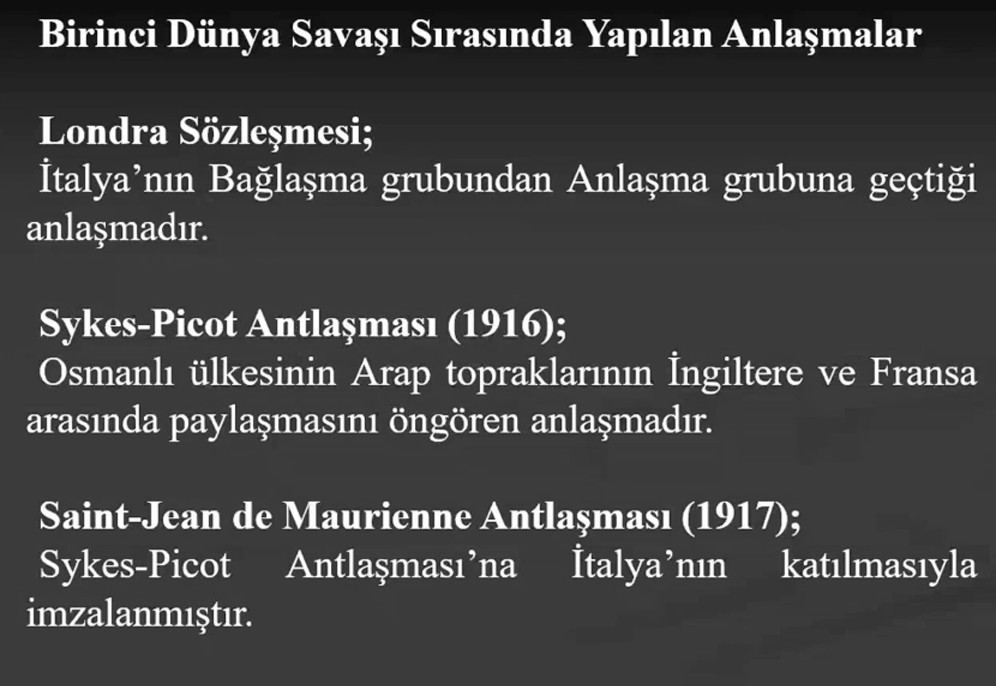 Birinci Dünya Savaşı Sırasında Yapılan Anlaşmalar
Londra Sözleşmesi;
İtalya’nın Bağlaşma grubundan Anlaşma grubuna geçtiği
anlaşmadır.
Sykes-Picot Antlaşması (1916);
Osmanlı ülkesinin Arap topraklarının İngiltere ve Fransa
arasında paylaşmasını öngören anlaşmadır.
Saint-Jean de Maurienne Antlaşması (1917);
Sykes-Picot Antlaşması’na İtalya’nın katılmasıyla
imzalanmıştır.